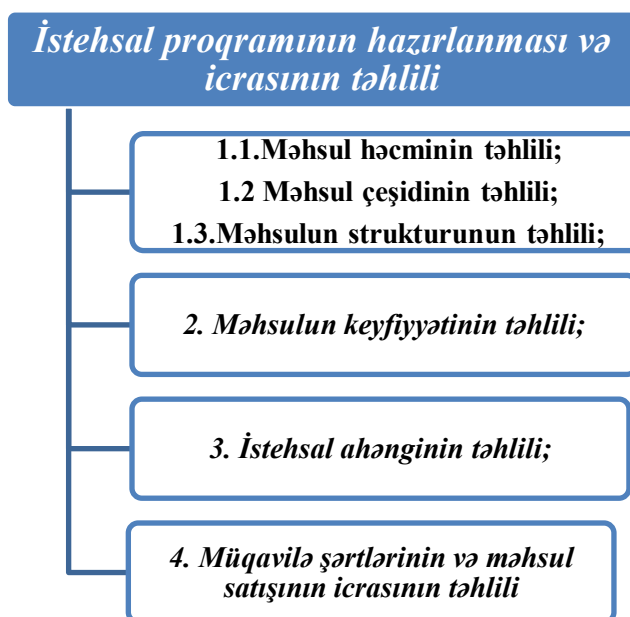 İstehsal proqramının hazırlanması və
icrasının təhlili
1.1.Məhsul həcminin təhlili;
1.2 Məhsul çeşidinin təhlili;
1.3.Məhsulun strukturunun təhlili;
2. Məhsulun keyfiyyətinin təhlili;
3. İstehsal ahənginin təhlili;
4. Müqavilə şərtlərinin və məhsul
satışının icrasının təhlili